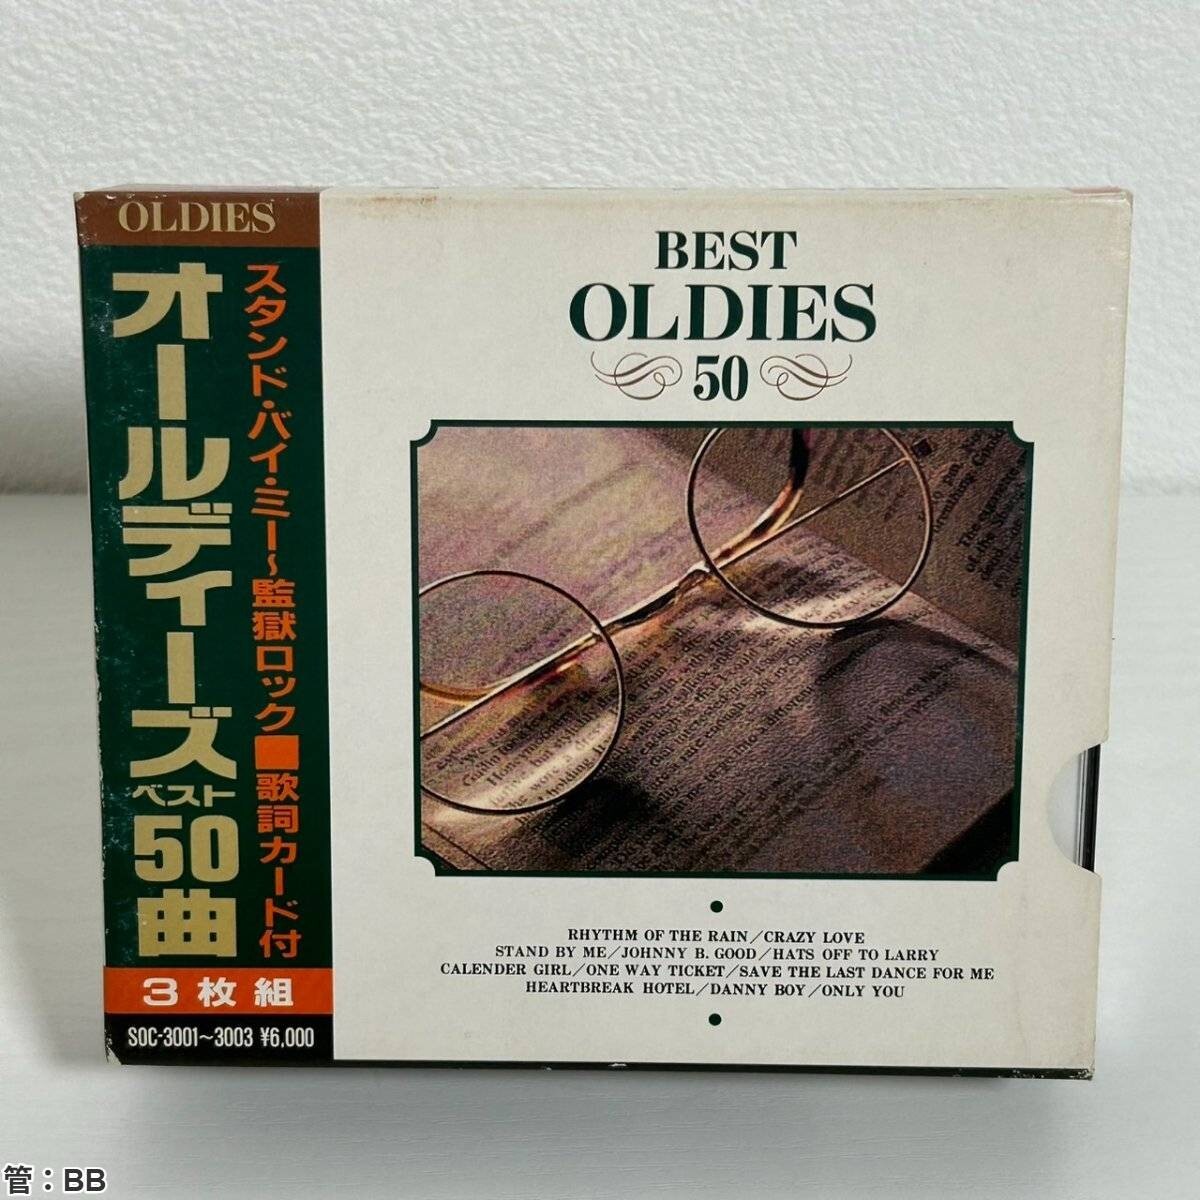 OLDIES
オールディーズ
ベスト
50
曲
スタンド・バイ・ミー〜監獄ロック■歌詞カード付
3枚組
SOC-3001〜3003 ¥6,000
BEST
OLDIES
50
RHYTHM OF THE RAIN/CRAZY LOVE
STAND BY ME/JOHNNY B. GOOD/HATS OFF TO LARRY
CALENDER GIRL/ONE WAY TICKET/SAVE THE LAST DANCE FOR ME
HEARTBREAK HOTEL/DANNY BOY/ONLY YOU
管：BB